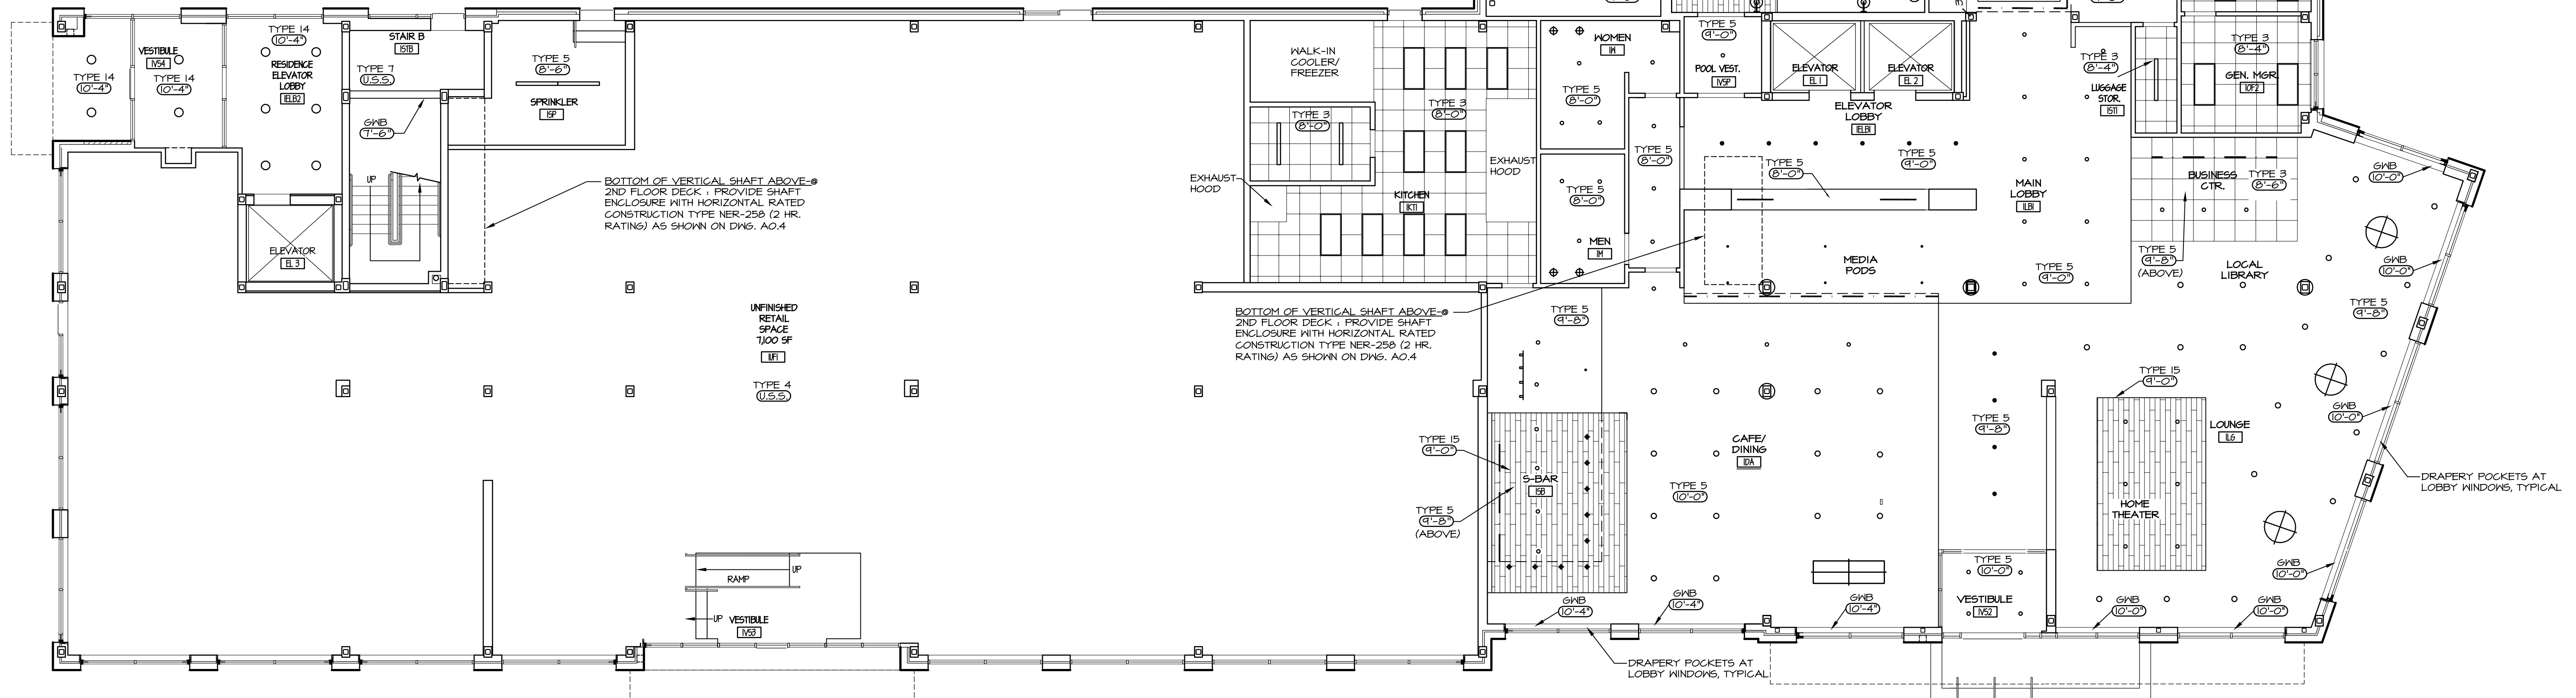 TYPE 14
10'-4"
VESTIBULE
1VS4
TYPE 14
10'-4"
TYPE 14
10'-4"
RESIDENCE
ELEVATOR
LOBBY
1ELB2
STAIR B
1STB
TYPE 7
U.S.S.
GWB
7'-6"
UP
ELEVATOR
EL 3
TYPE 5
8'-6"
SPRINKLER
1SP
BOTTOM OF VERTICAL SHAFT ABOVE-@
2ND FLOOR DECK : PROVIDE SHAFT
ENCLOSURE WITH HORIZONTAL RATED
CONSTRUCTION TYPE NER-258 (2 HR.
RATING) AS SHOWN ON DWG. A0.4
UNFINISHED
RETAIL
SPACE
7,100 SF
1UF1
TYPE 4
U.S.S.
UP
RAMP
UP
VESTIBULE
1VS3
WALK-IN
COOLER/
FREEZER
TYPE 3
8'-0"
TYPE 3
8'-0"
EXHAUST
HOOD
EXHAUST
HOOD
KITCHEN
1KT1
WOMEN
1W
TYPE 5
8'-0"
TYPE 5
8'-0"
MEN
1M
TYPE 5
8'-0"
TYPE 5
9'-0"
POOL VEST.
1VSP
ELEVATOR
EL 1
ELEVATOR
EL 2
ELEVATOR
LOBBY
1ELB1
TYPE 5
8'-0"
TYPE 5
9'-0"
MAIN
LOBBY
1LB1
MEDIA
PODS
TYPE 5
9'-0"
BOTTOM OF VERTICAL SHAFT ABOVE-@
2ND FLOOR DECK : PROVIDE SHAFT
ENCLOSURE WITH HORIZONTAL RATED
CONSTRUCTION TYPE NER-258 (2 HR.
RATING) AS SHOWN ON DWG. A0.4
TYPE 5
9'-8"
TYPE 15
9'-0"
S-BAR
1SB
TYPE 5
9'-8"
(ABOVE)
CAFE/
DINING
1DA
TYPE 5
10'-0"
TYPE 5
9'-8"
TYPE 5
10'-0"
VESTIBULE
1VS2
GWB
10'-4"
GWB
10'-4"
GWB
10'-4"
DRAPERY POCKETS AT
LOBBY WINDOWS, TYPICAL
TYPE 3
8'-4"
LUGGAGE
STOR.
1ST1
TYPE 3
8'-4"
GEN. MGR.
1OF2
BUSINESS
CTR.
TYPE 3
8'-6"
TYPE 5
9'-8"
(ABOVE)
LOCAL
LIBRARY
GWB
10'-0"
GWB
10'-0"
TYPE 5
9'-8"
TYPE 15
9'-0"
GWB
10'-0"
LOUNGE
1LG
HOME
THEATER
DRAPERY POCKETS AT
LOBBY WINDOWS, TYPICAL
GWB
10'-0"
GWB
10'-0"
GWB
10'-0"